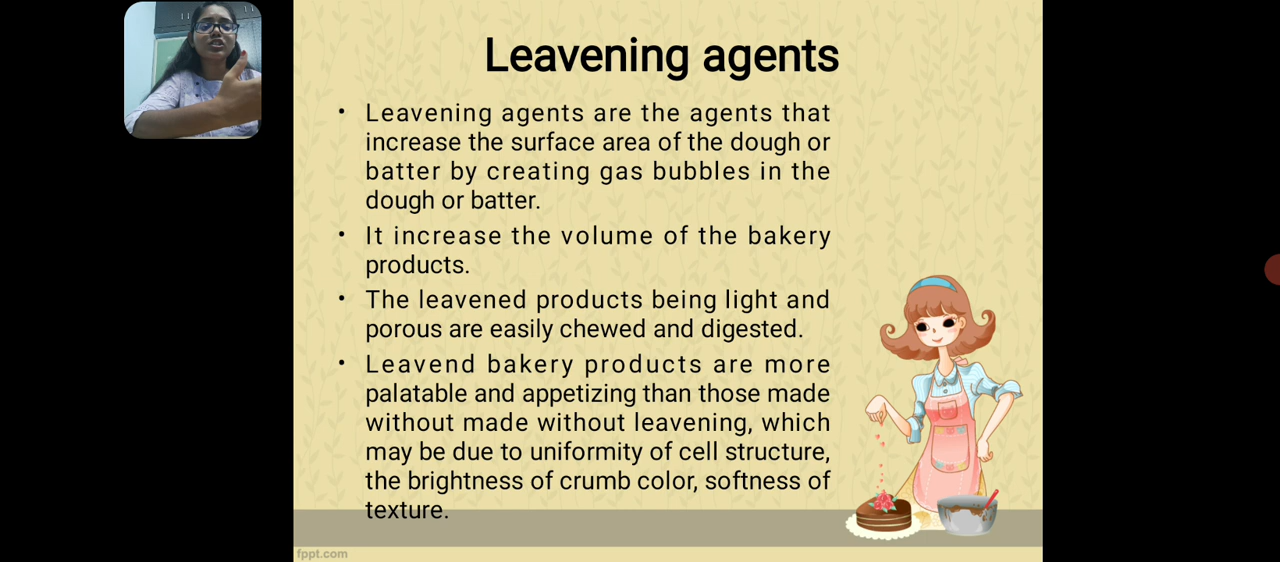 Leavening agents
• Leavening agents are the agents that
increase the surface area of the dough or
batter by creating gas bubbles in the
dough or batter.
• It increase the volume of the bakery
products.
• The leavened products being light and
porous are easily chewed and digested.
• Leavend bakery products are more
palatable and appetizing than those made
without made without leavening, which
may be due to uniformity of cell structure,
the brightness of crumb color, softness of
texture.
fppt.com